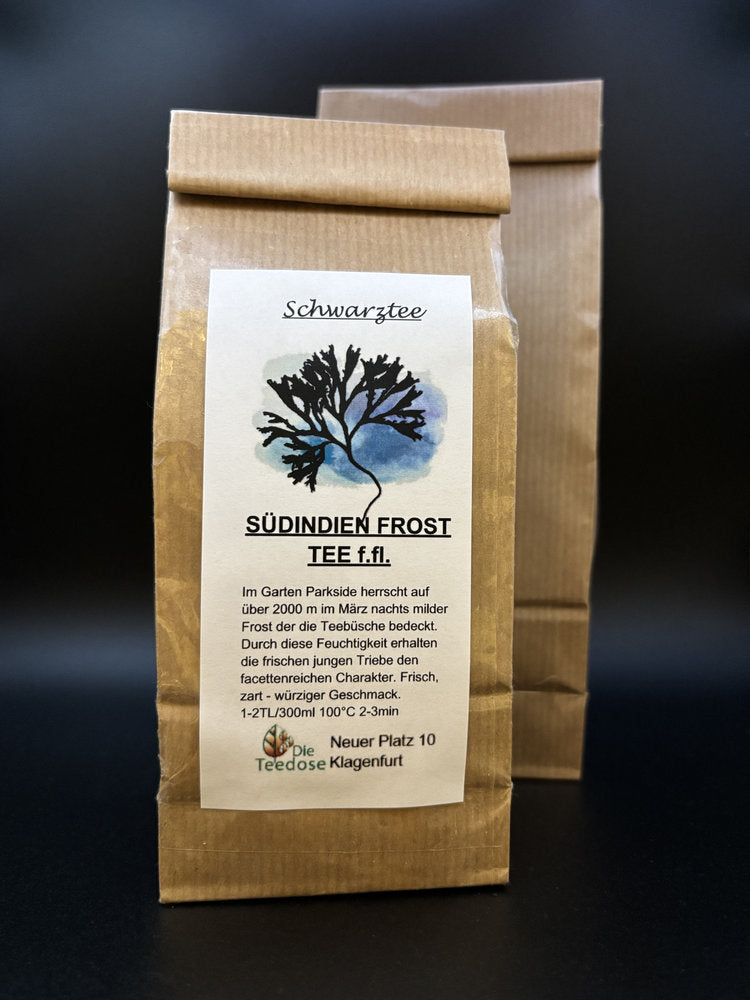 Schwarztee
SÜDINDIEN FROST
TEE f.fl.
Im Garten Parkside herrscht auf
über 2000 m im März nachts milder
Frost der die Teebüsche bedeckt.
Durch diese Feuchtigkeit erhalten
die frischen jungen Triebe den
facettenreichen Charakter. Frisch,
zart - würziger Geschmack.
1-2TL/300ml 100°C 2-3min
Die
Teedose
Neuer Platz 10
Klagenfurt